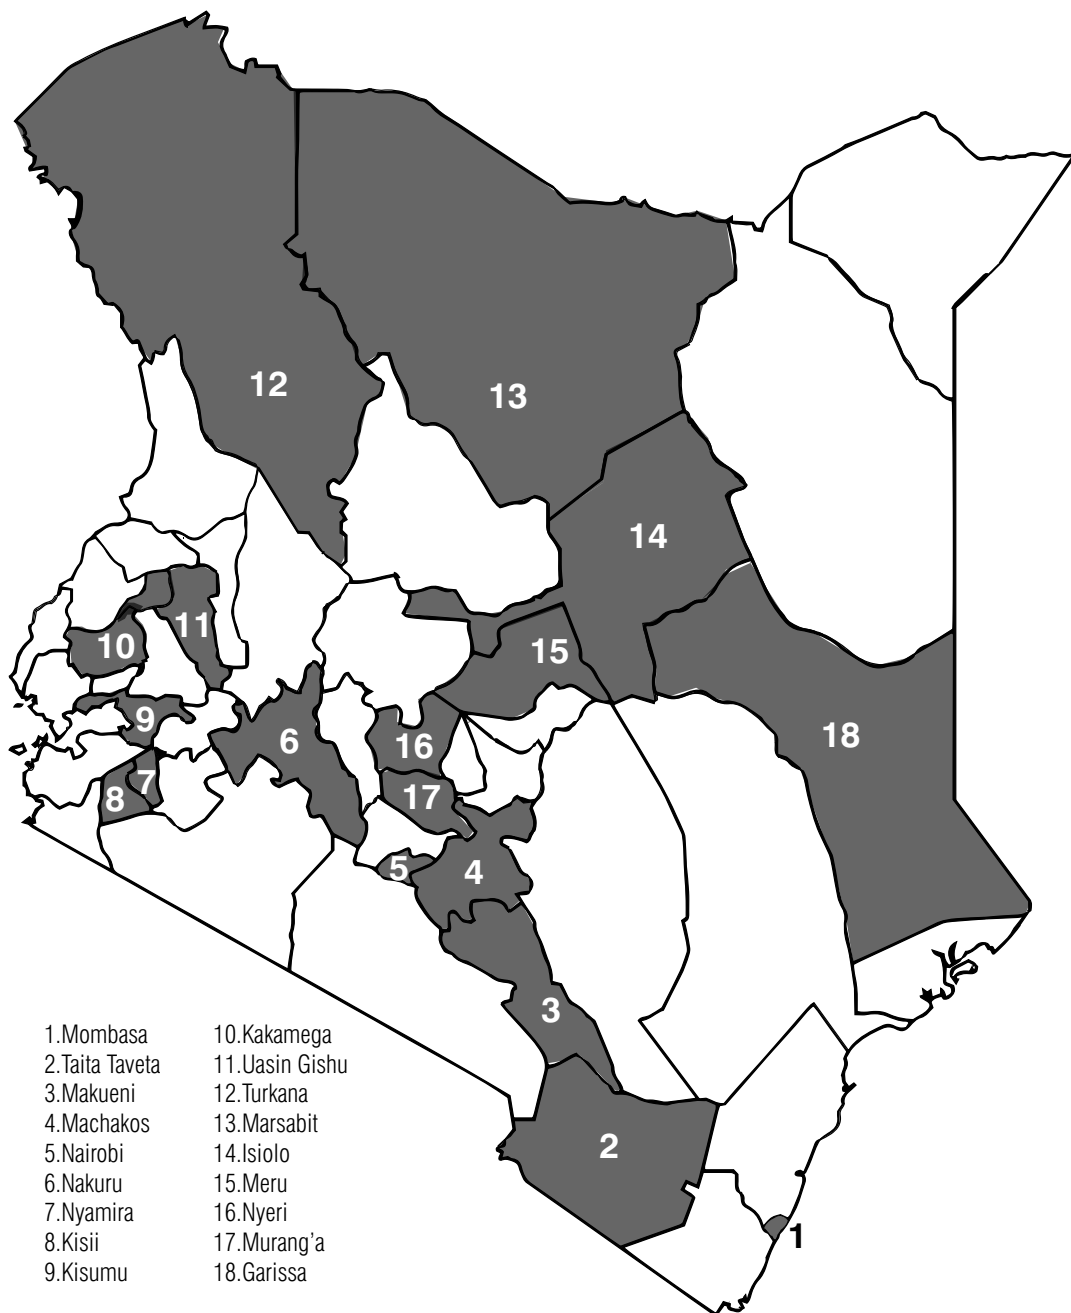 12
13
14
11
10
15
9
6
16
18
7
8
17
5
4
3
2
1
1.Mombasa
2.Taita Taveta
3.Makueni
4.Machakos
5.Nairobi
6.Nakuru
7.Nyamira
8.Kisii
9.Kisumu
10.Kakamega
11.Uasin Gishu
12.Turkana
13.Marsabit
14.Isiolo
15.Meru
16.Nyeri
17.Murang’a
18.Garissa